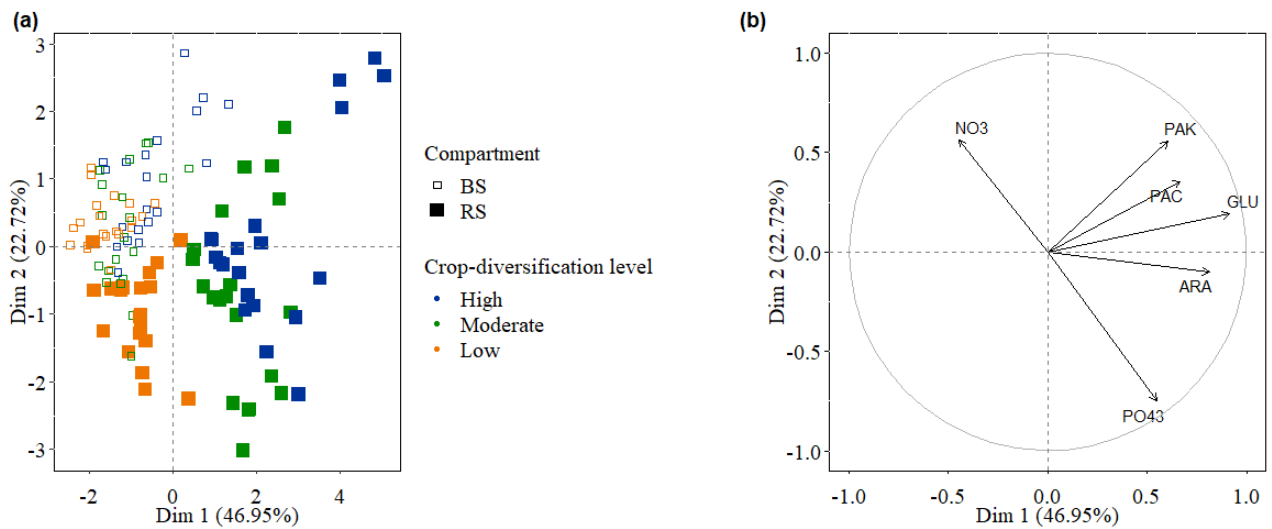 (a)
3
2
1
0
-1
-2
-3
Dim 2 (22.72%)
-2
0
2
4
Dim 1 (46.95%)
Compartment
BS
RS
Crop-diversification level
High
Moderate
Low
(b)
1.0
0.5
0.0
-0.5
-1.0
Dim 2 (22.72%)
NO3
PAK
PAC
GLU
ARA
PO43
-1.0
-0.5
0.0
0.5
1.0
Dim 1 (46.95%)